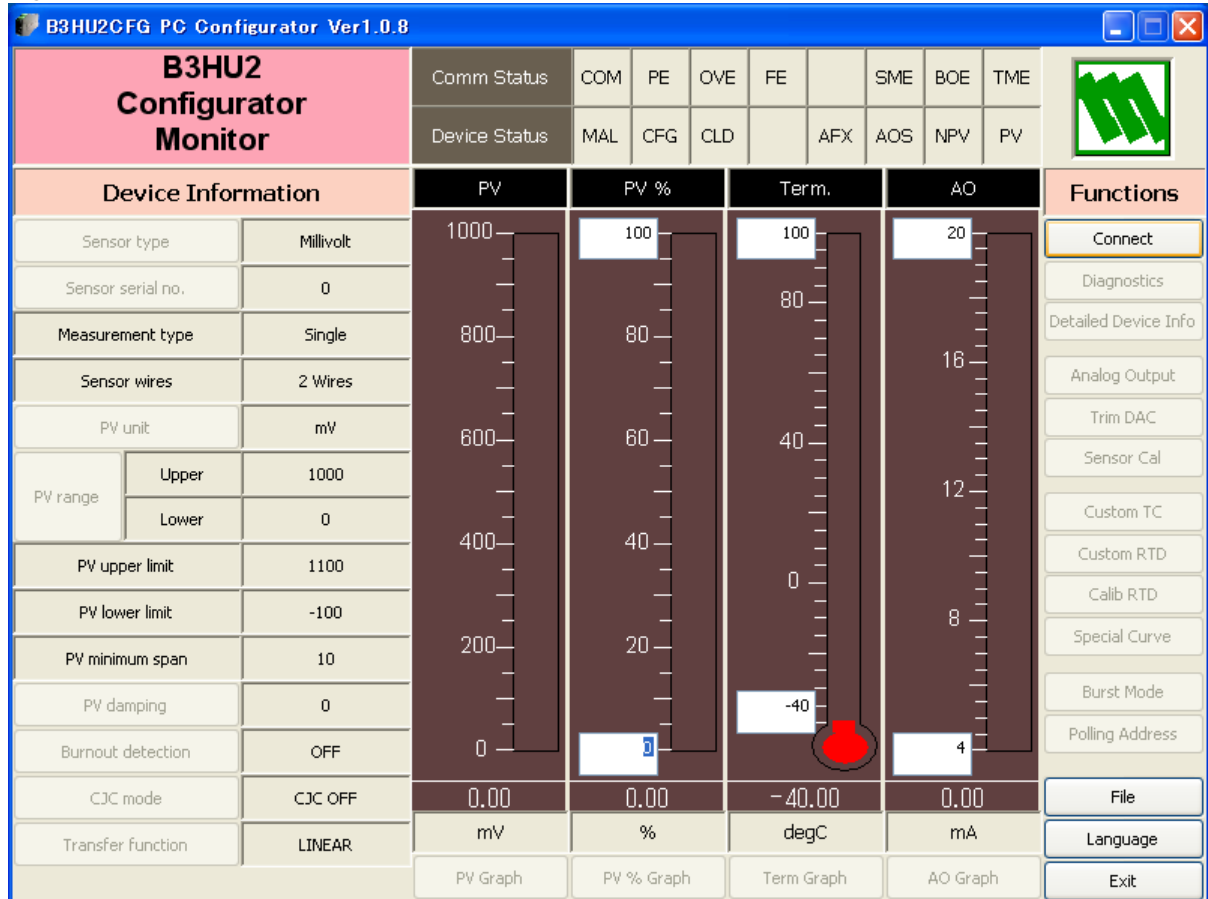 B3HU2CFG PC Configurator Ver1.0.8
B3HU2
Configurator
Monitor
Comm Status COM PE OVE FE SME BOE TME
Device Status MAL CFG CLD AFX AOS NPV PV
Device Information
Sensor type Millivolt
Sensor serial no. 0
Measurement type Single
Sensor wires 2 Wires
PV unit mV
PV range Upper 1000
Lower 0
PV upper limit 1100
PV lower limit -100
PV minimum span 10
PV damping 0
Burnout detection OFF
CJC mode CJC OFF
Transfer function LINEAR
PV
1000
800
600
400
200
0
0.00
mV
PV Graph
PV %
100
80
60
40
20
0
0.00
%
PV % Graph
Term.
100
80
40
0
-40
-40.00
degC
Term Graph
AO
20
16
12
8
4
0.00
mA
AO Graph
Functions
Connect
Diagnostics
Detailed Device Info
Analog Output
Trim DAC
Sensor Cal
Custom TC
Custom RTD
Calib RTD
Special Curve
Burst Mode
Polling Address
File
Language
Exit